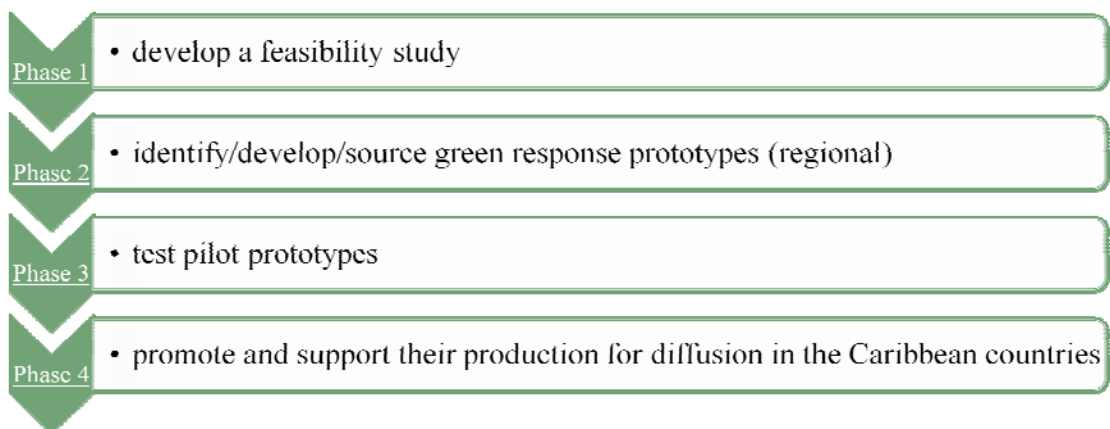 Phase 1
• develop a feasibility study
Phase 2
• identify/develop/source green response prototypes (regional)
Phase 3
• test pilot prototypes
Phase 4
• promote and support their production for diffusion in the Caribbean countries